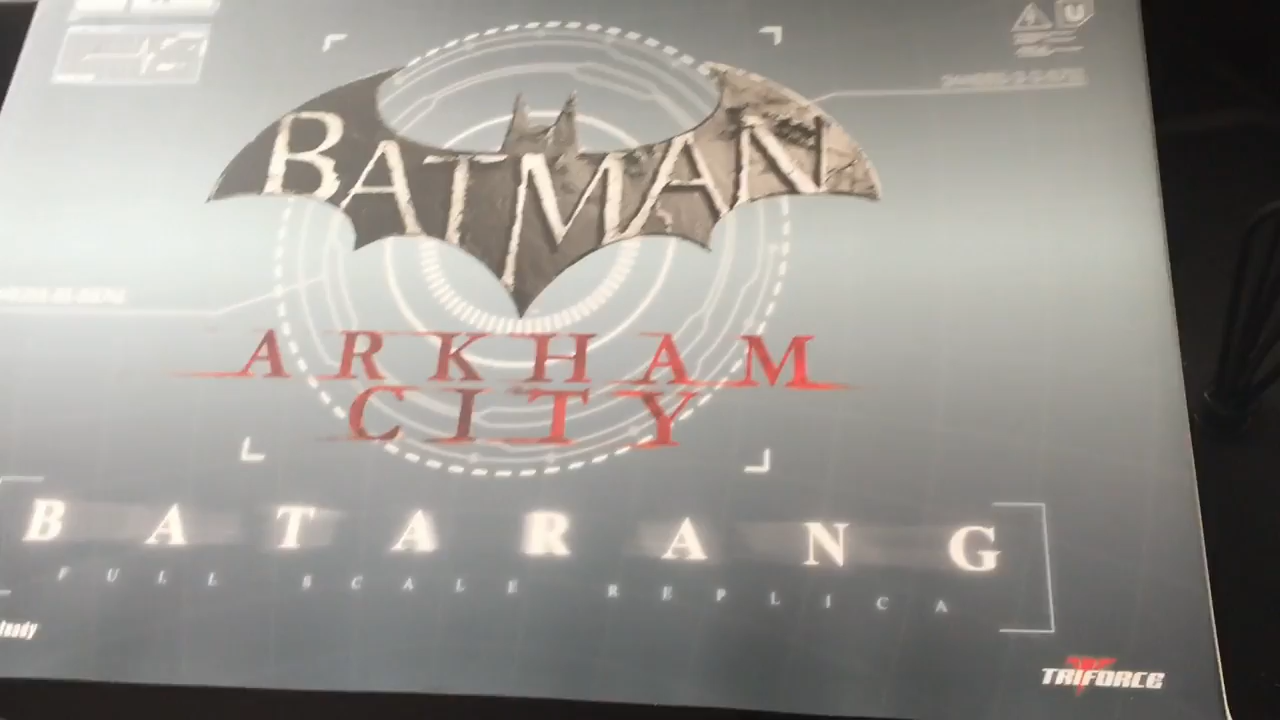 BATMAN
ARKHAM
CITY
BATARANG
FULL SCALE REPLICA
TRIFORCE